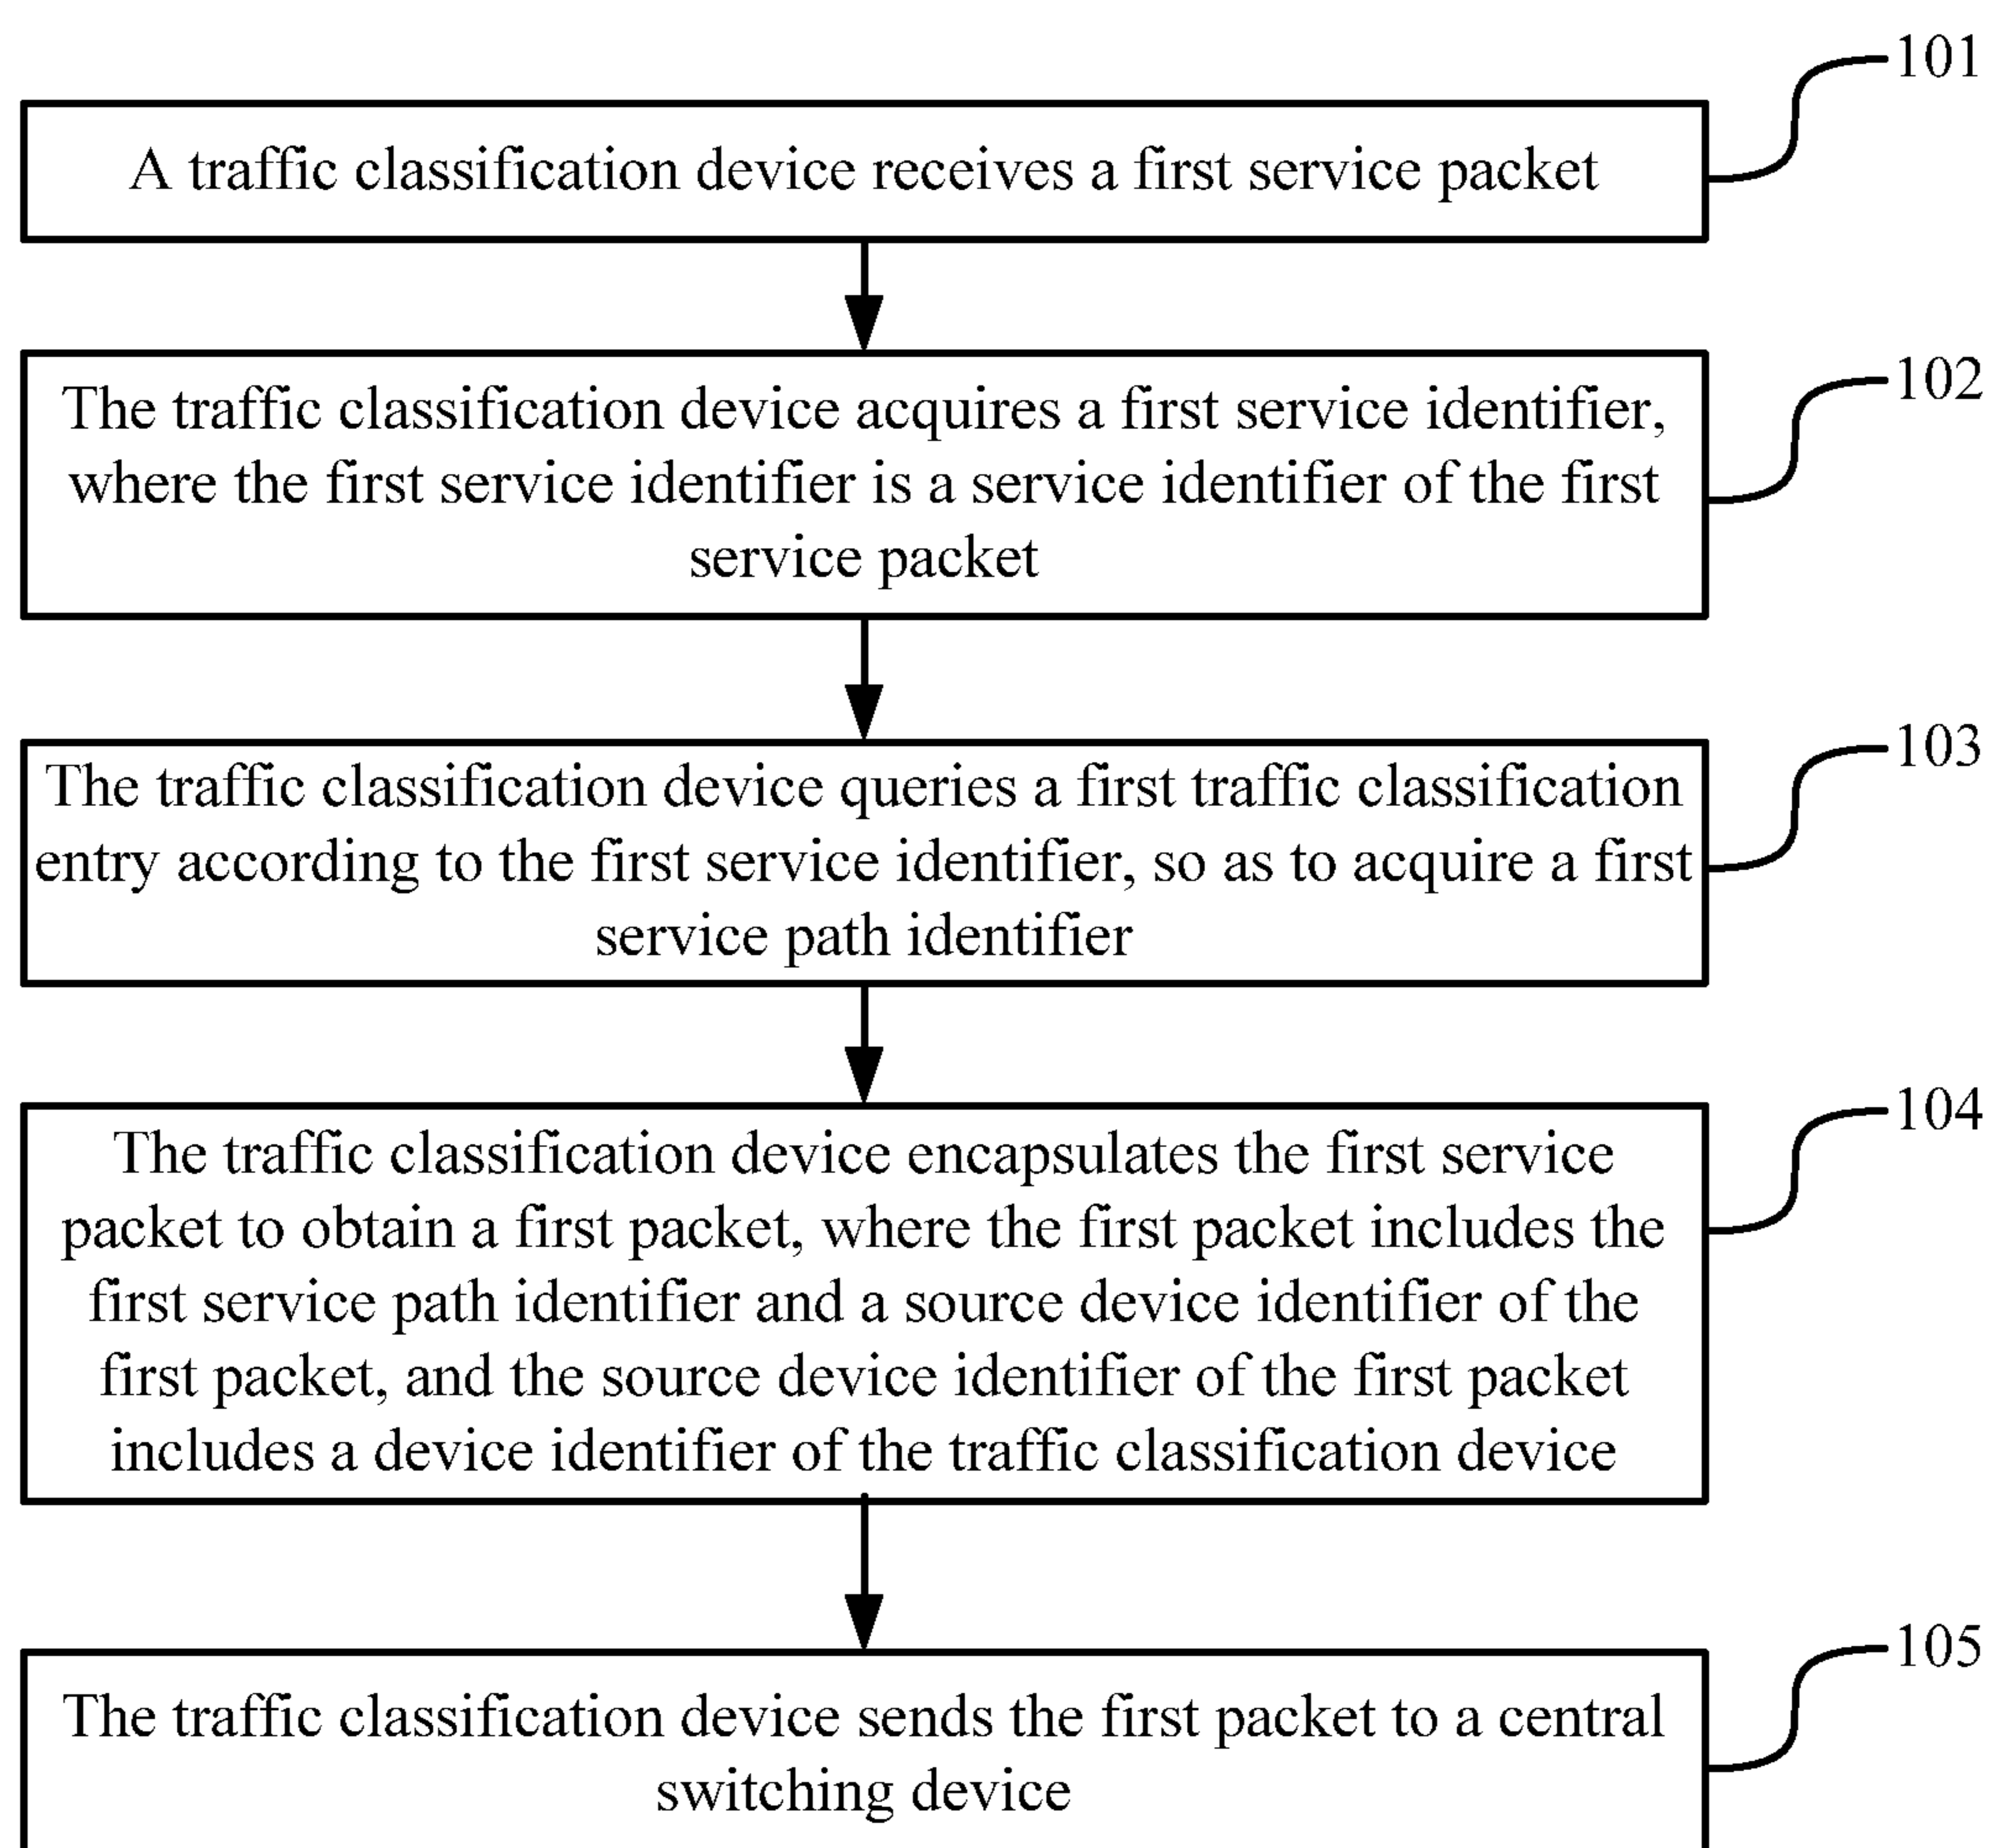 101
A traffic classification device receives a first service packet
102
The traffic classification device acquires a first service identifier,
where the first service identifier is a service identifier of the first
service packet
103
The traffic classification device queries a first traffic classification
entry according to the first service identifier, so as to acquire a first
service path identifier
104
The traffic classification device encapsulates the first service
packet to obtain a first packet, where the first packet includes the
first service path identifier and a source device identifier of the
first packet, and the source device identifier of the first packet
includes a device identifier of the traffic classification device
105
The traffic classification device sends the first packet to a central
switching device